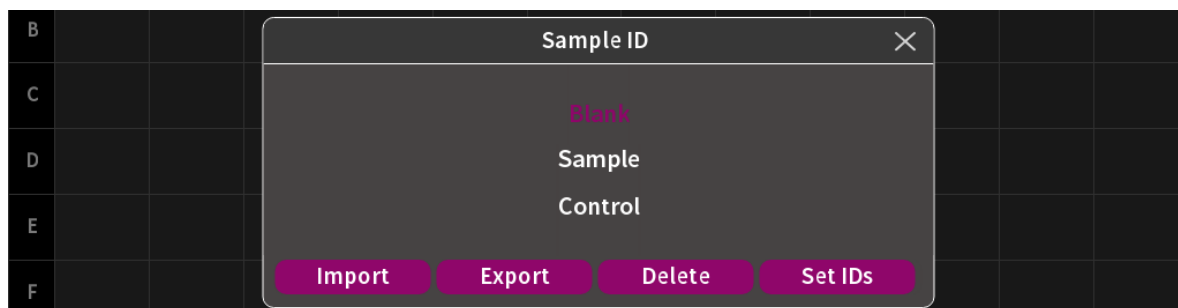 B
Sample ID
C
Blank
D
Sample
Control
E
Import Export Delete Set IDs
F